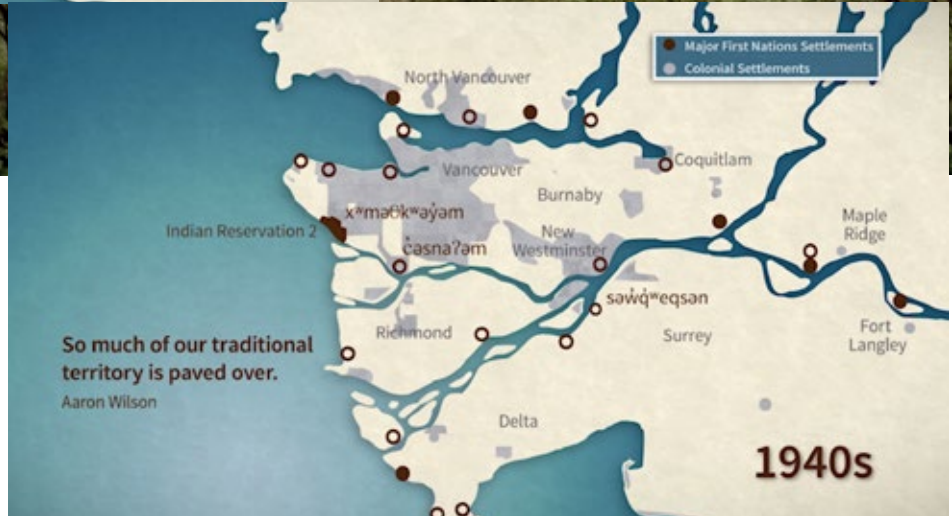 Major First Nations Settlements
Colonial Settlements
North Vancouver
Coquitlam
Vancouver
Burnaby
xʷməθkʷəy̓əm
Maple
Ridge
Indian Reservation 2
New
Westminster
c̓əsnaʔəm
səw̓q̓ʷeqsən
Richmond
Surrey
Fort
Langley
So much of our traditional
territory is paved over.
Aaron Wilson
Delta
1940s